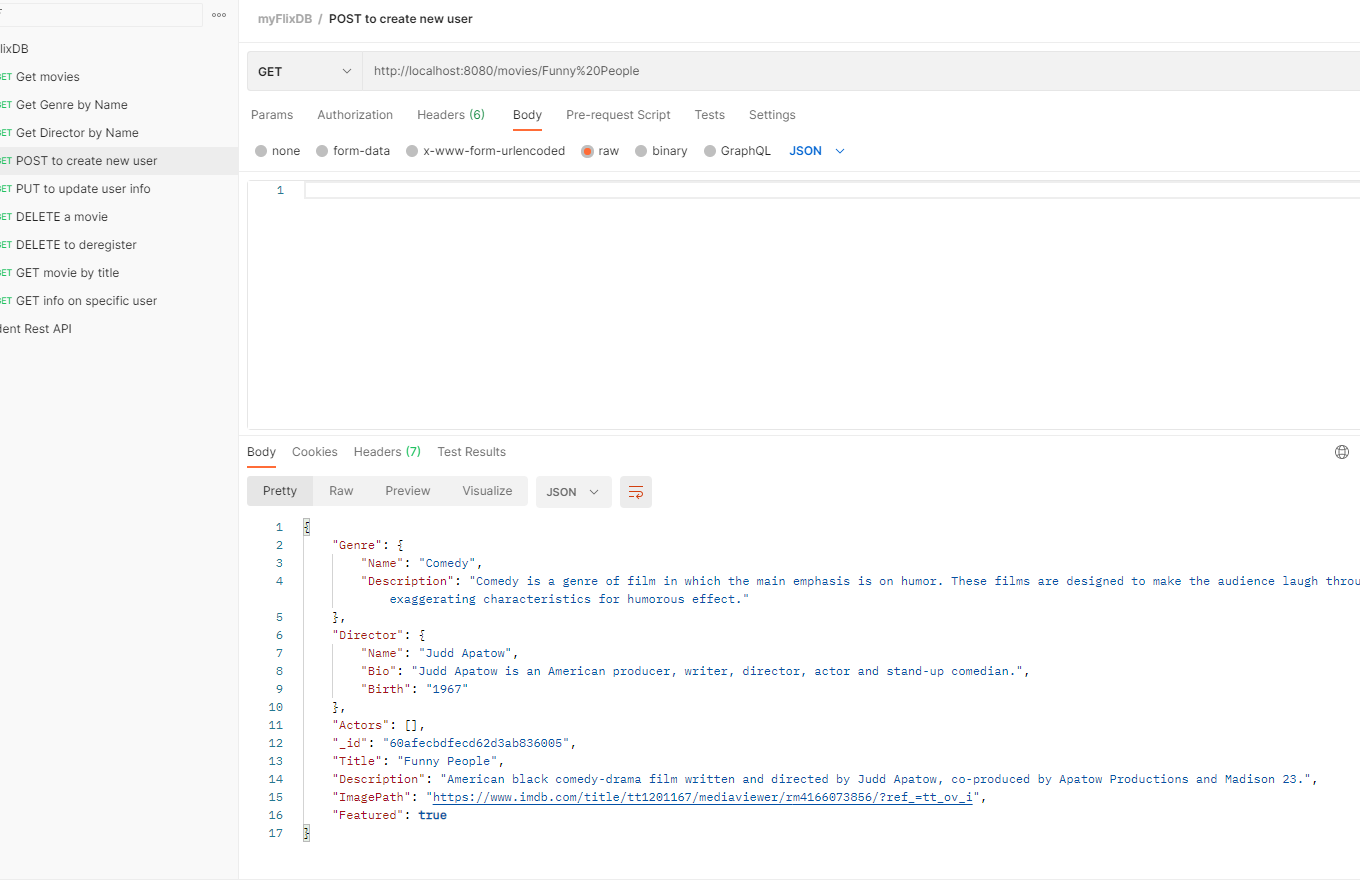 myFlixDB / POST to create new user
lixDB
ET Get movies
ET Get Genre by Name
ET Get Director by Name
ET POST to create new user
ET PUT to update user info
ET DELETE a movie
ET DELETE to deregister
ET GET movie by title
ET GET info on specific user
dent Rest API
GET http://localhost:8080/movies/Funny%20People
Params Authorization Headers (6) Body Pre-request Script Tests Settings
none form-data x-www-form-urlencoded raw binary GraphQL JSON
1
Body Cookies Headers (7) Test Results
Pretty Raw Preview Visualize JSON
1 {
2 "Genre": {
3 "Name": "Comedy",
4 "Description": "Comedy is a genre of film in which the main emphasis is on humor. These films are designed to make the audience laugh throu
exaggerating characteristics for humorous effect."
5 },
6 "Director": {
7 "Name": "Judd Apatow",
8 "Bio": "Judd Apatow is an American producer, writer, director, actor and stand-up comedian.",
9 "Birth": "1967"
10 },
11 "Actors": [],
12 "_id": "60afecbdfecd62d3ab836005",
13 "Title": "Funny People",
14 "Description": "American black comedy-drama film written and directed by Judd Apatow, co-produced by Apatow Productions and Madison 23.",
15 "ImagePath": "https://www.imdb.com/title/tt1201167/mediaviewer/rm4166073856/?ref_=tt_ov_i",
16 "Featured": true
17 }